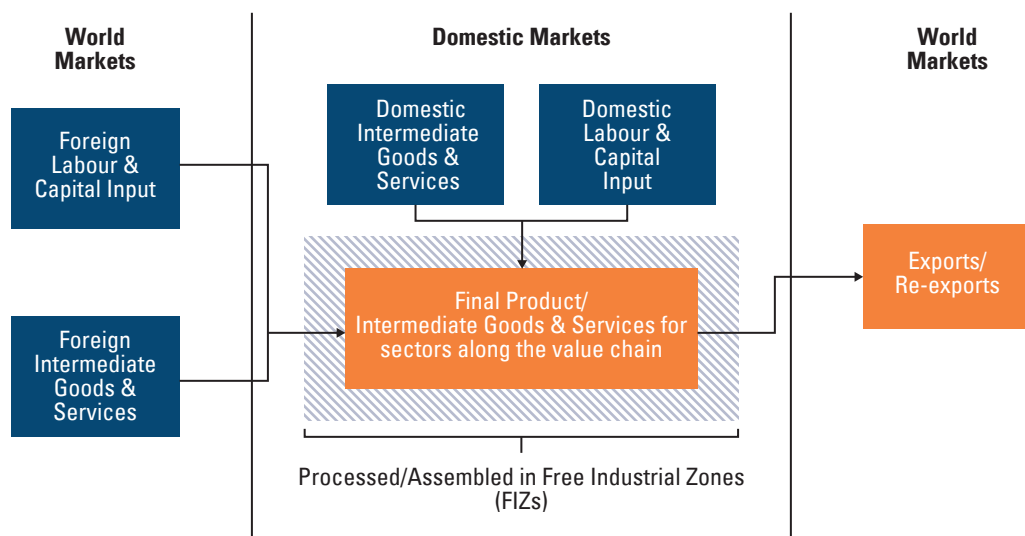 World
Markets
Domestic Markets
World
Markets
Foreign
Labour &
Capital Input
Domestic
Intermediate
Goods &
Services
Domestic
Labour &
Capital
Input
Foreign
Intermediate
Goods &
Services
Final Product/
Intermediate Goods & Services for
sectors along the value chain
Exports/
Re-exports
Processed/Assembled in Free Industrial Zones
(FIZs)